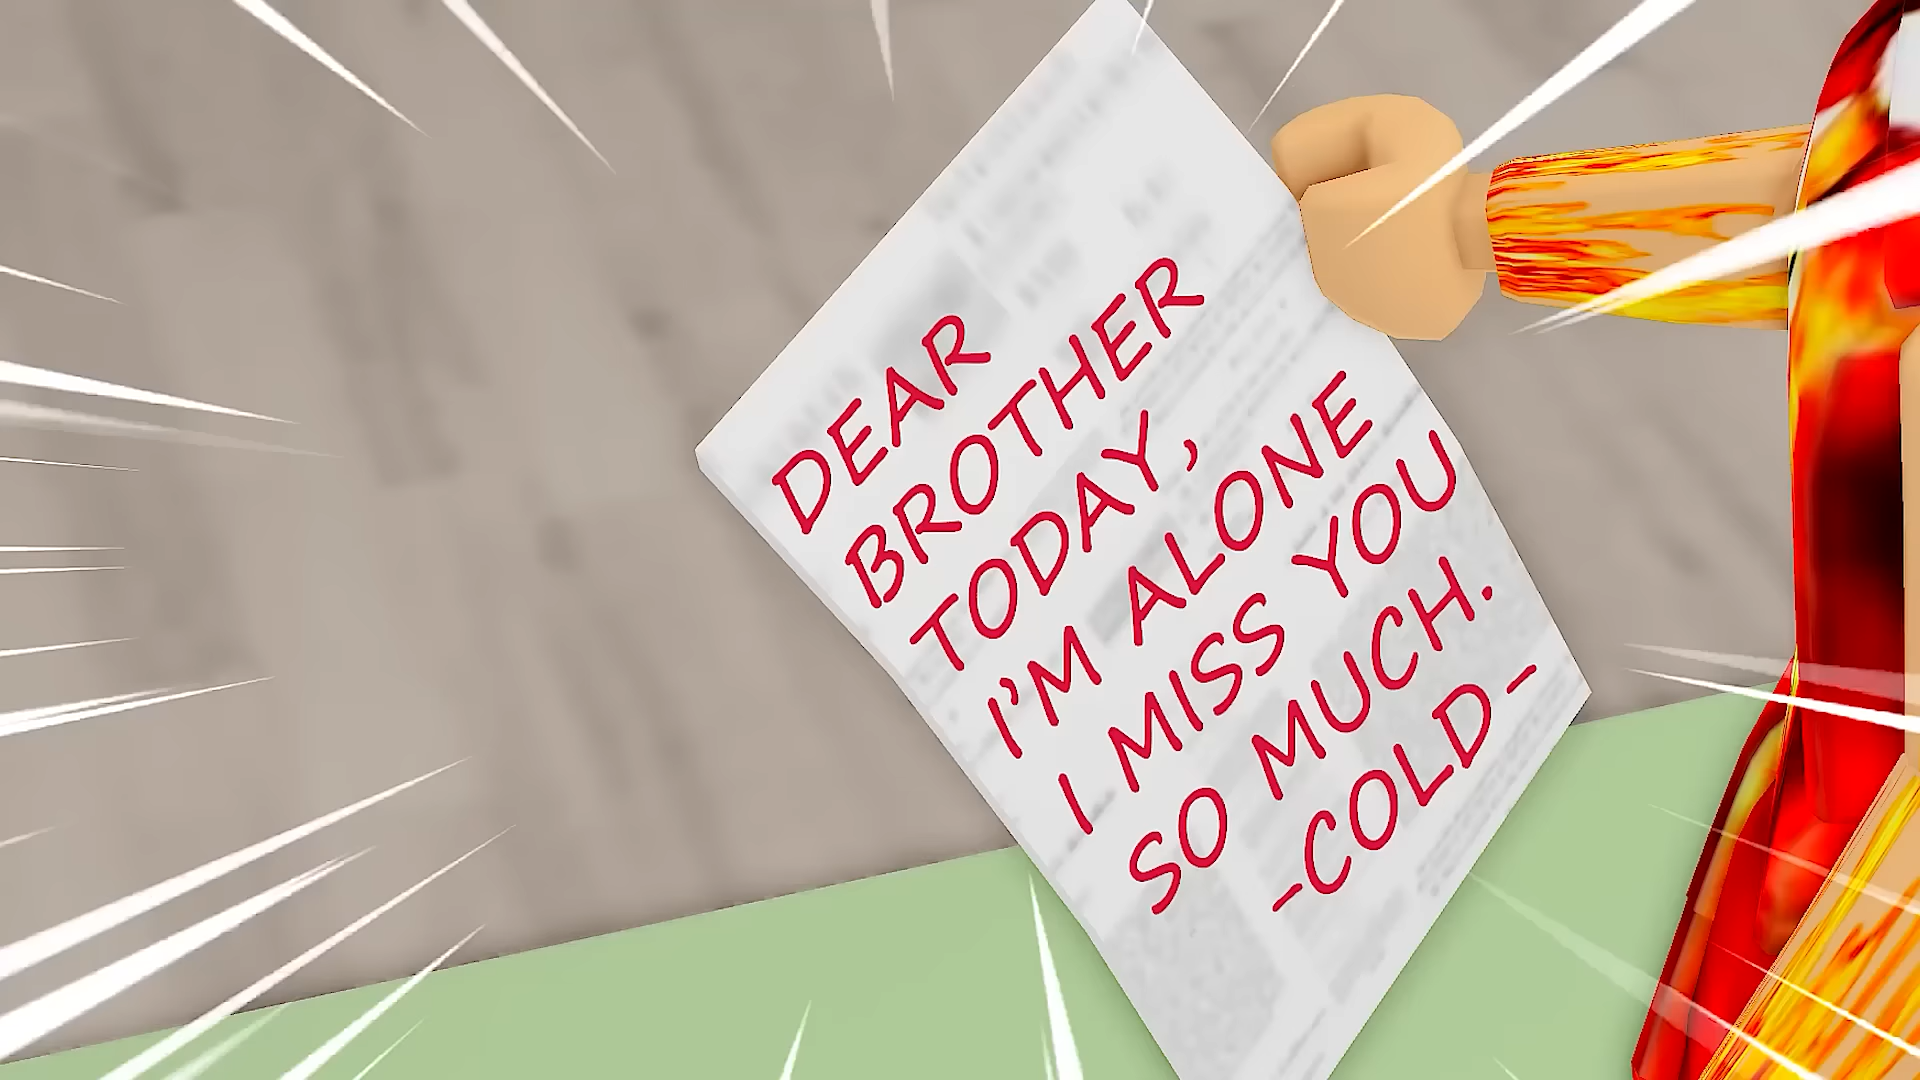 DEAR
BROTHER
TODAY,
I'M ALONE
I MISS YOU
SO MUCH.
-COLD-